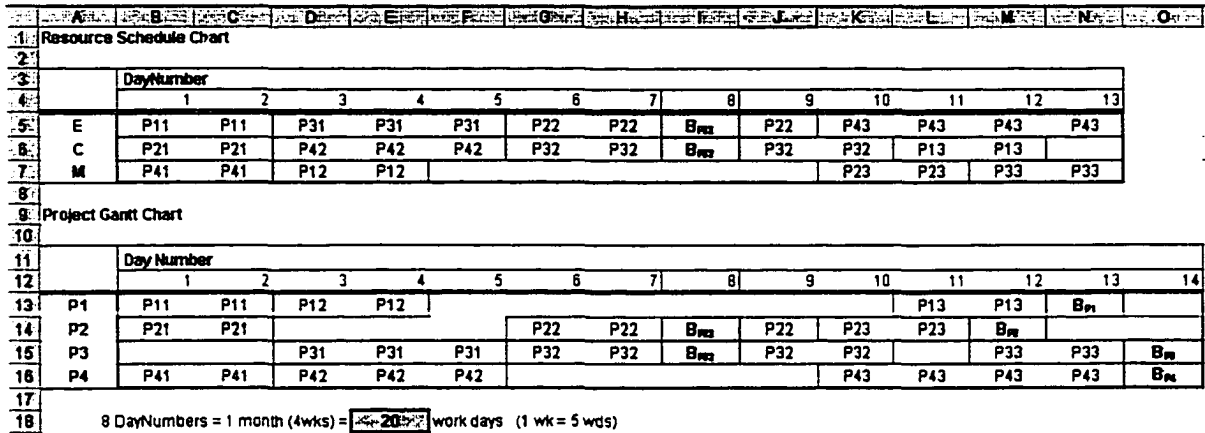 A B C D E F G H I J K L M N O
1 Resource Schedule Chart
2
3 DayNumber
4 1 2 3 4 5 6 7 8 9 10 11 12 13
5 E P11 P11 P31 P31 P31 P22 P22 P22 P43 P43 P43 P43
6 C P21 P21 P42 P42 P42 P32 P32 P32 P32 P13 P13
7 M P41 P41 P12 P12 P23 P23 P33 P33
8
9 Project Gantt Chart
10
11 Day Number
12 1 2 3 4 5 6 7 8 9 10 11 12 13 14
13 P1 P11 P11 P12 P12 P13 P13 BP1
14 P2 P21 P21 P22 P22 P22 P23 P23
15 P3 P31 P31 P31 P32 P32 P32 P32 P33 P33
16 P4 P41 P41 P42 P42 P42 P43 P43 P43 P43
17
18 8 DayNumbers = 1 month (4wks) = 20 work days (1 wk = 5 wds)